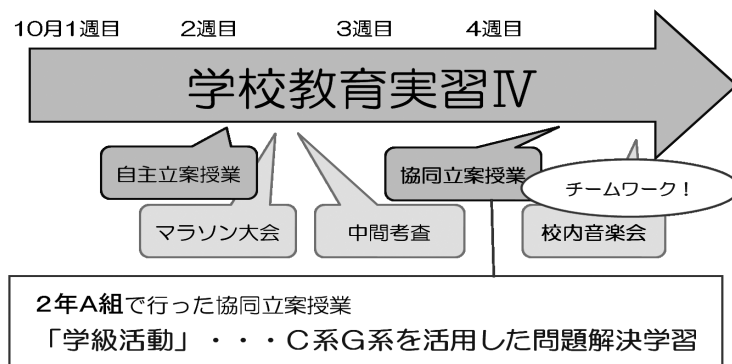 10月1週目 2週目 3週目 4週目
学校教育実習Ⅳ
自主立案授業 協同立案授業
チームワーク!
マラソン大会 中間考査 校内音楽会
2年A組で行った協同立案授業
「学級活動」・・・C系G系を活用した問題解決学習